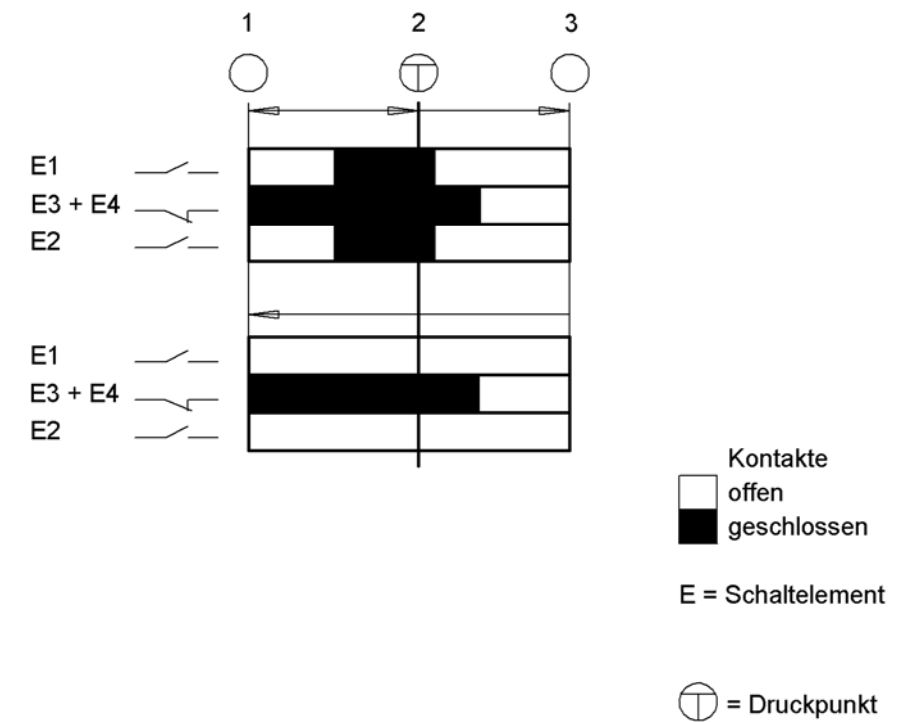 1 2 3
E1
E3 + E4
E2
E1
E3 + E4
E2
Kontakte
offen
geschlossen
E = Schaltelement
= Druckpunkt